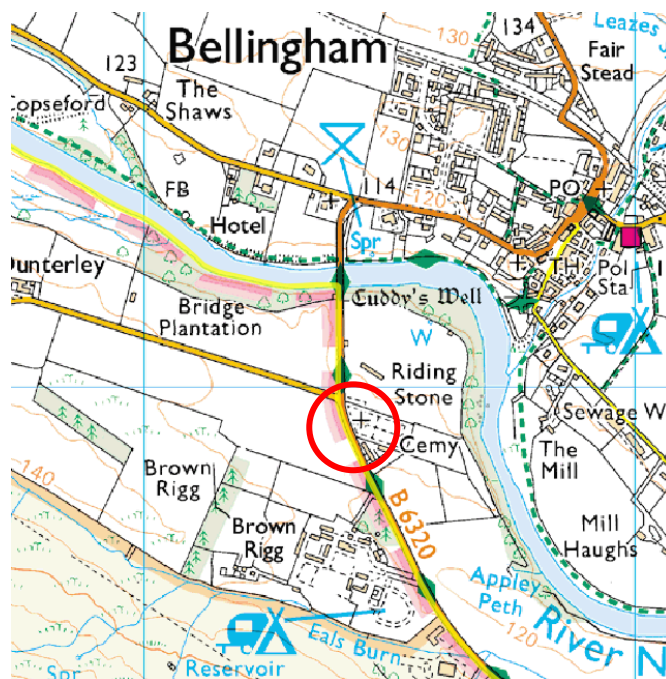 Bellingham
130
134
Leazes
Fair
Stead
123
The
Shaws
Copseford
130
FB
Hotel
114
120
PO
Spr
TH
Pol
Sta
Dunterley
Bridge
Plantation
Cuddy's Well
W
Riding
Stone
Cemy
Sewage W
The
Mill
140
Brown
Rigg
Brown
Rigg
B 6320
Mill
Haughs
Appley
Peth
120
River N
Eals Burn
Spr
Reservoir